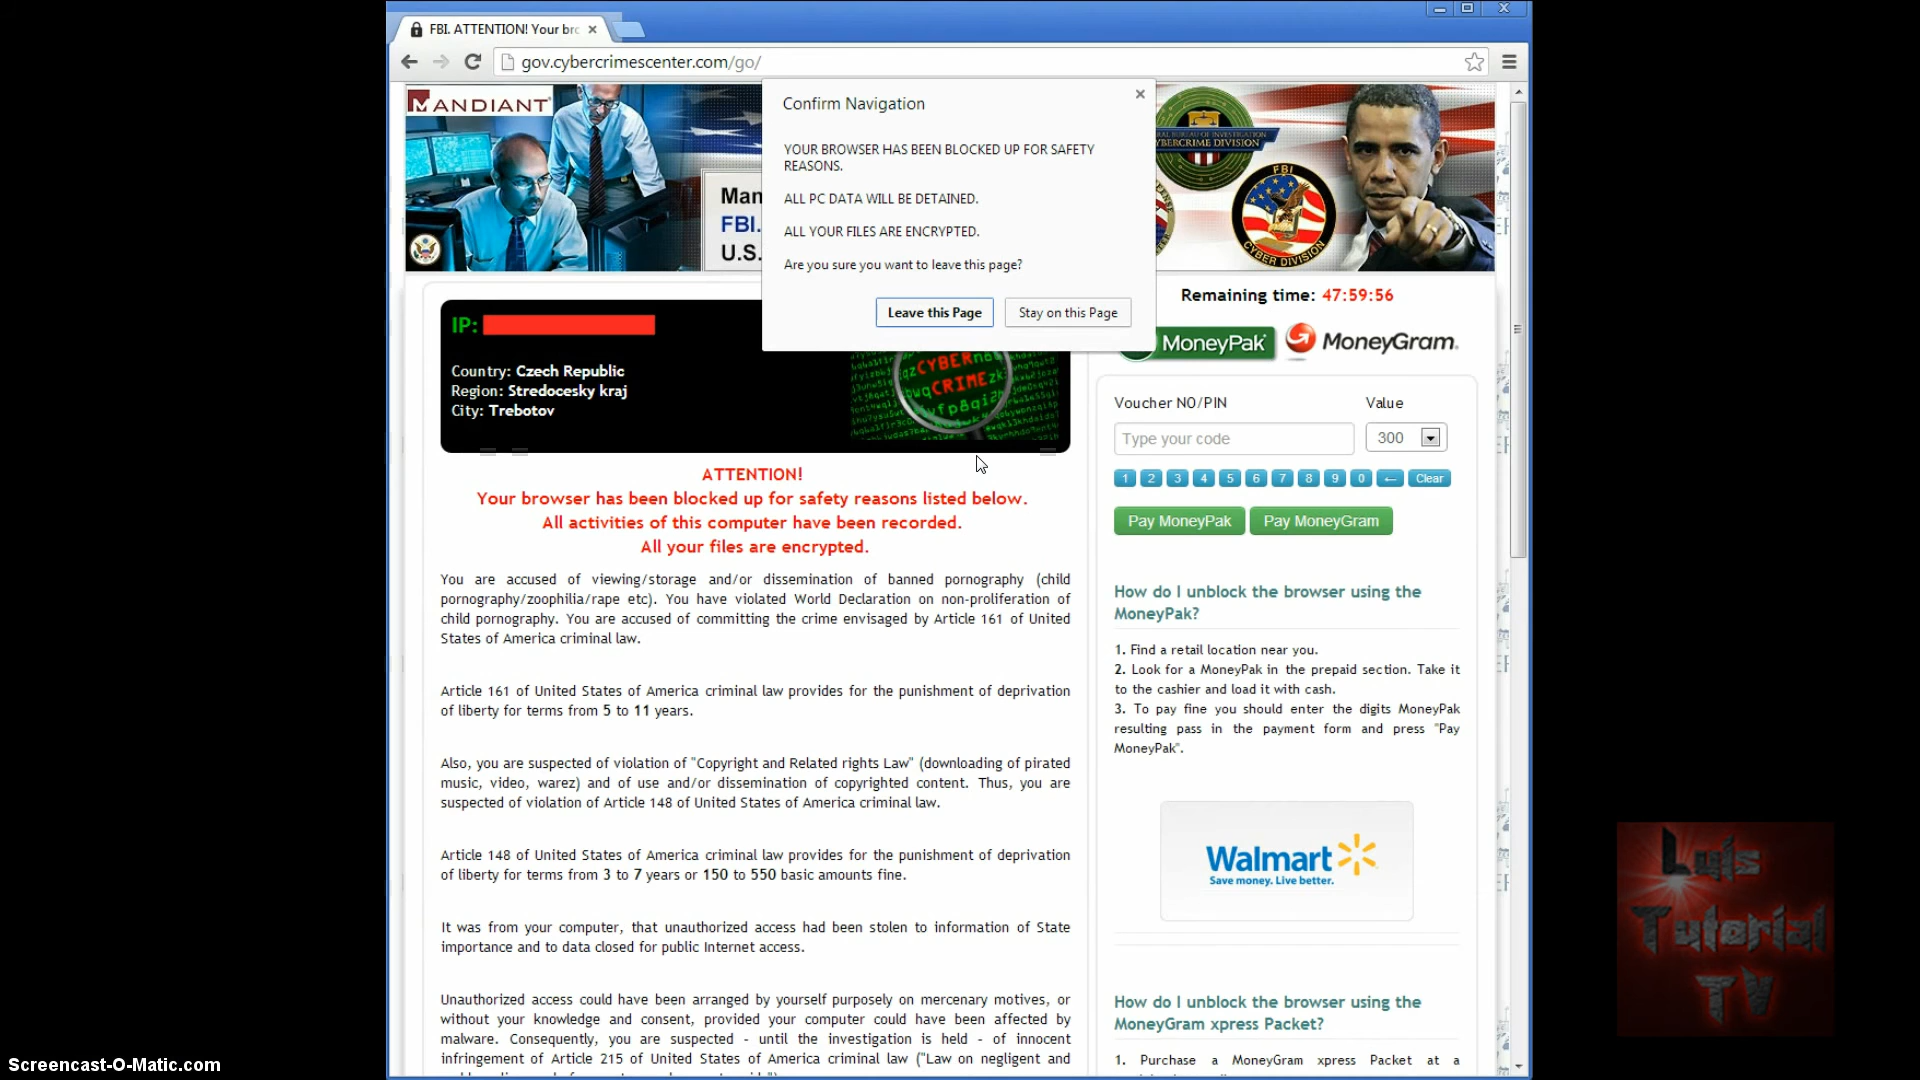 FBI. ATTENTION! Your bro
gov.cybercrimescenter.com/go/
MANDIANT
Man
FBI.
U.S.
Confirm Navigation
YOUR BROWSER HAS BEEN BLOCKED UP FOR SAFETY
REASONS.
ALL PC DATA WILL BE DETAINED.
ALL YOUR FILES ARE ENCRYPTED.
Are you sure you want to leave this page?
Leave this Page
Stay on this Page
RAL BUREAU OF INVESTIGATION
CYBERCRIME DIVISION
FBI
CYBER DIVISION
IP:
Country: Czech Republic
Region: Stredocesky kraj
City: Trebotov
CYBER
CRIME
ATTENTION!
Your browser has been blocked up for safety reasons listed below.
All activities of this computer have been recorded.
All your files are encrypted.
You are accused of viewing/storage and/or dissemination of banned pornography (child
pornography/zoophilia/rape etc). You have violated World Declaration on non-proliferation of
child pornography. You are accused of committing the crime envisaged by Article 161 of United
States of America criminal law.
Article 161 of United States of America criminal law provides for the punishment of deprivation
of liberty for terms from 5 to 11 years.
Also, you are suspected of violation of "Copyright and Related rights Law" (downloading of pirated
music, video, warez) and of use and/or dissemination of copyrighted content. Thus, you are
suspected of violation of Article 148 of United States of America criminal law.
Article 148 of United States of America criminal law provides for the punishment of deprivation
of liberty for terms from 3 to 7 years or 150 to 550 basic amounts fine.
It was from your computer, that unauthorized access had been stolen to information of State
importance and to data closed for public Internet access.
Unauthorized access could have been arranged by yourself purposely on mercenary motives, or
without your knowledge and consent, provided your computer could have been affected by
malware. Consequently, you are suspected - until the investigation is held - of innocent
infringement of Article 215 of United States of America criminal law ("Law on negligent and
Remaining time: 47:59:56
MoneyPak
MoneyGram.
Voucher NO/PIN
Value
Type your code
300
1 2 3 4 5 6 7 8 9 0 ← Clear
Pay MoneyPak
Pay MoneyGram
How do I unblock the browser using the
MoneyPak?
1. Find a retail location near you.
2. Look for a MoneyPak in the prepaid section. Take it
to the cashier and load it with cash.
3. To pay fine you should enter the digits MoneyPak
resulting pass in the payment form and press "Pay
MoneyPak".
Walmart
Save money. Live better.
How do I unblock the browser using the
MoneyGram xpress Packet?
1. Purchase a MoneyGram xpress Packet at a
Luis
Tutorial
TV
Screencast-O-Matic.com